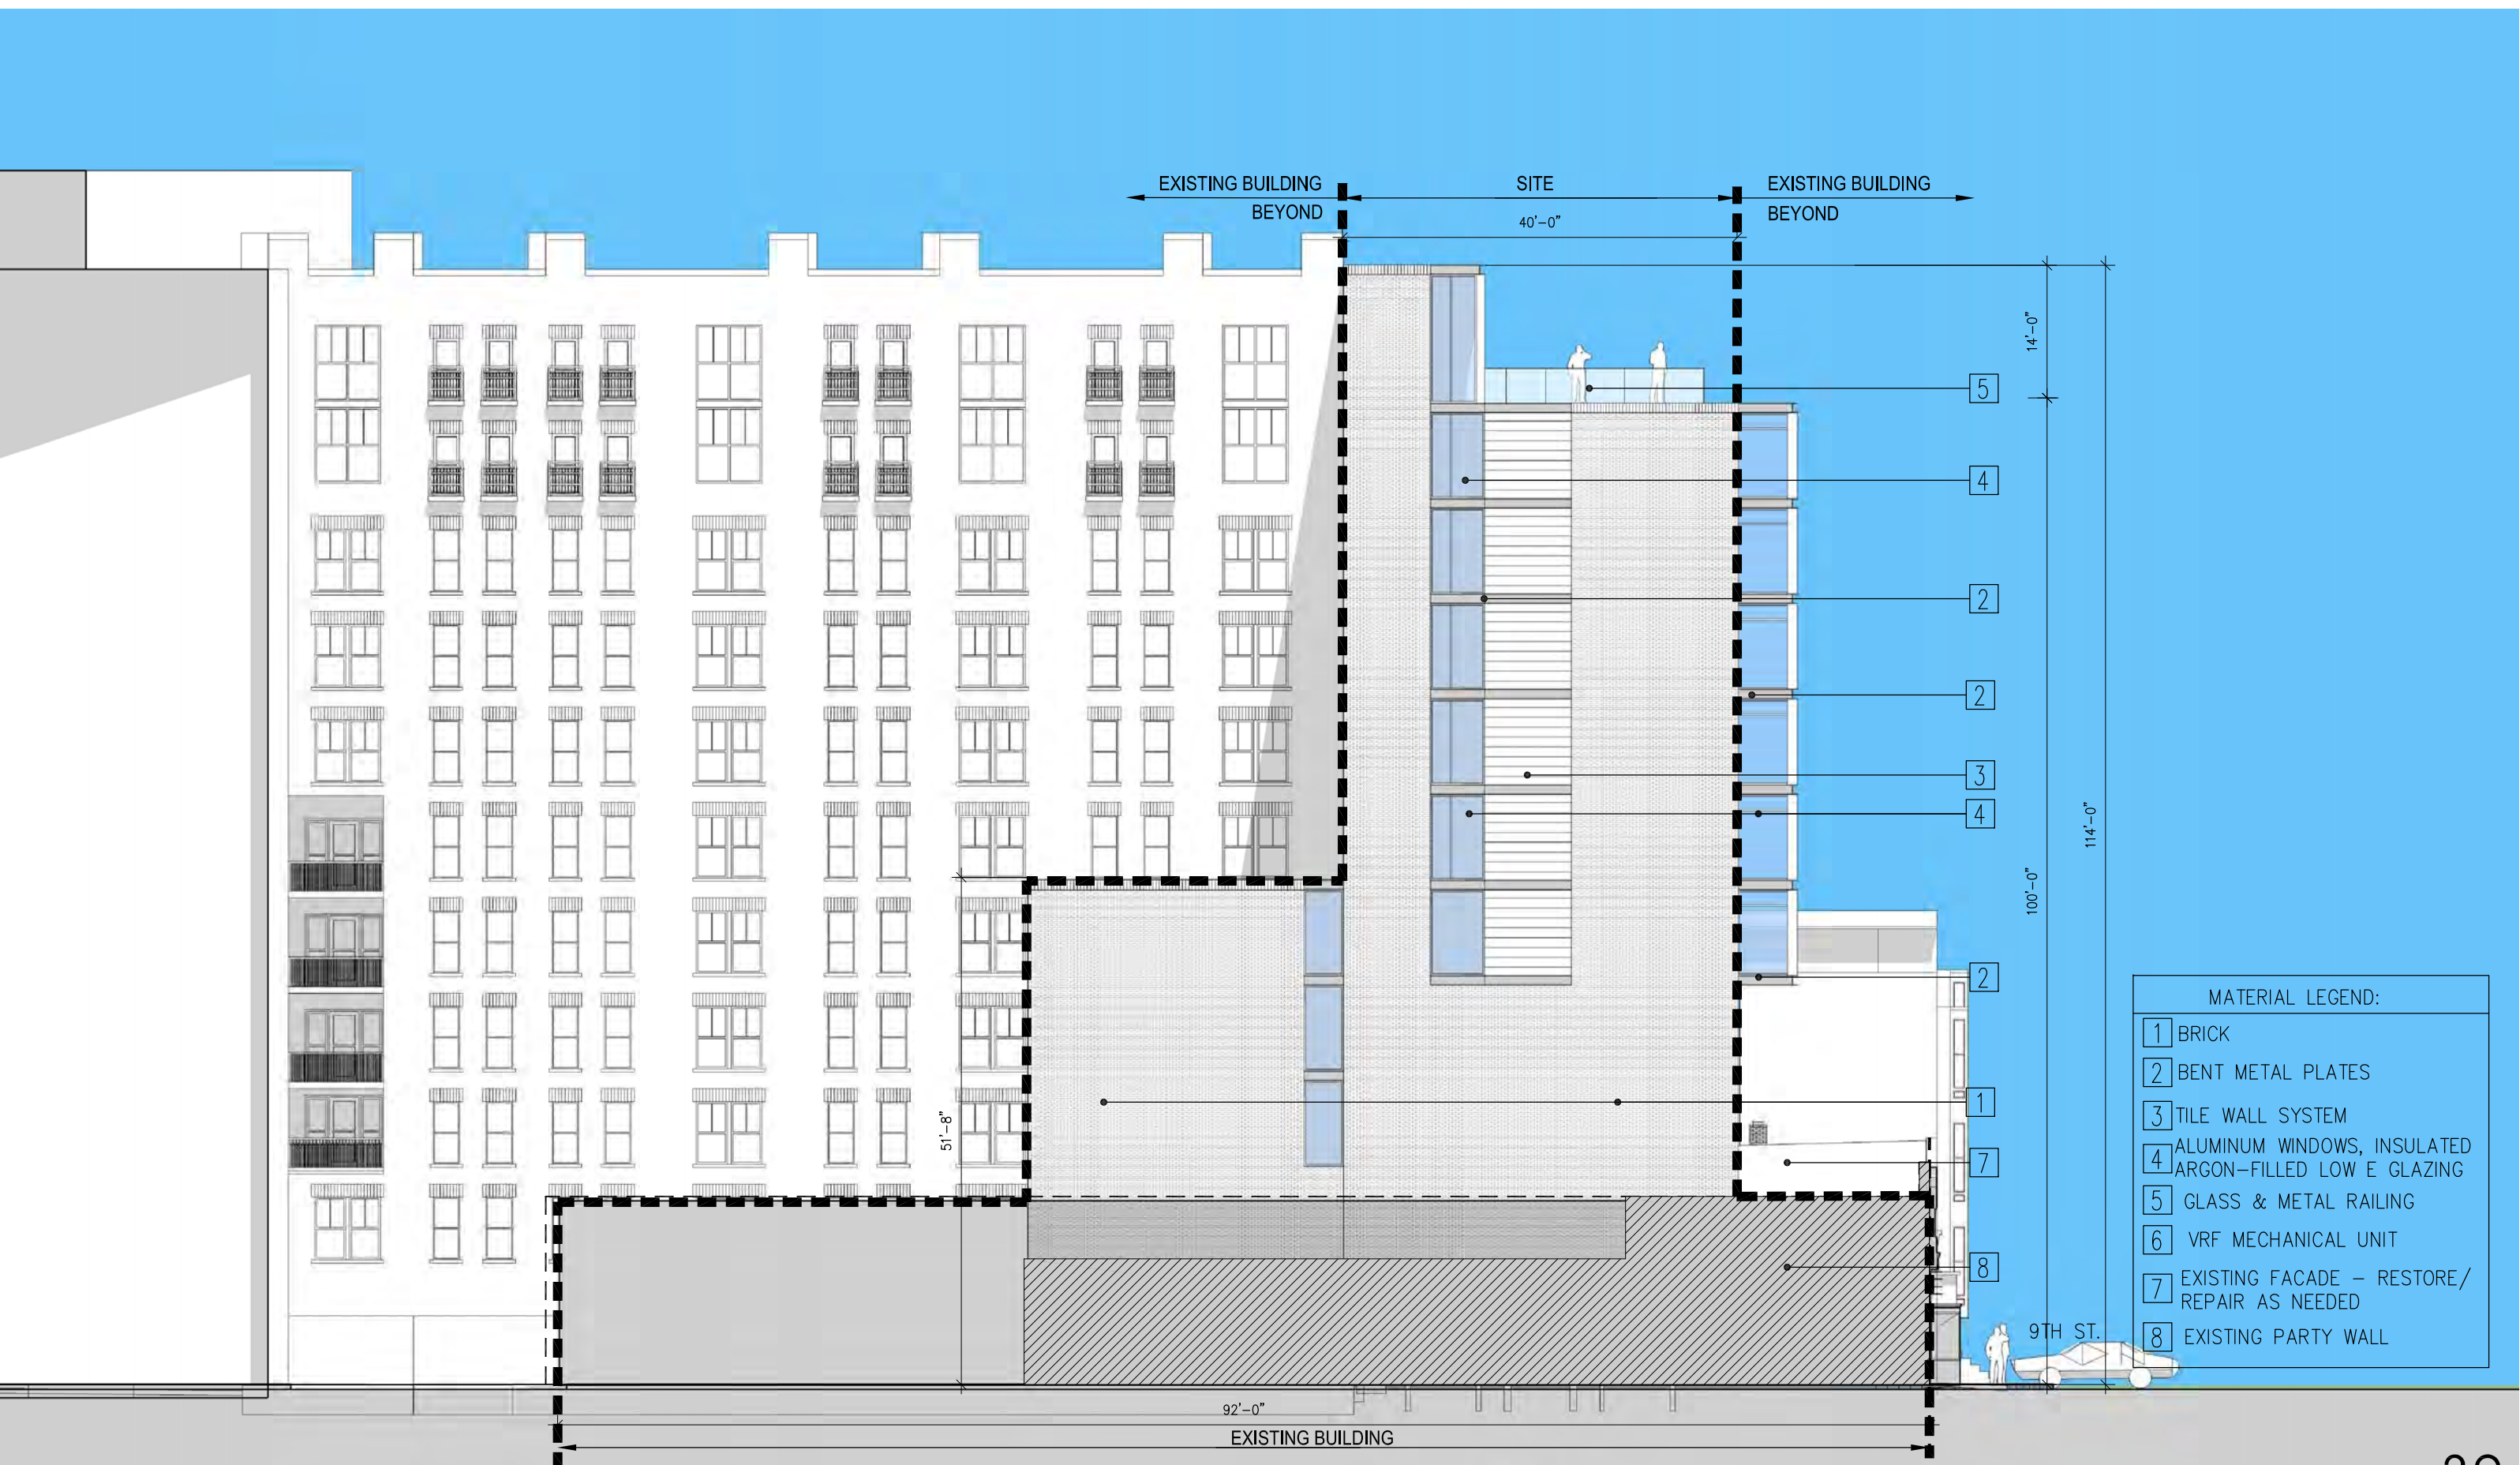 EXISTING BUILDING
BEYOND
SITE
EXISTING BUILDING
BEYOND
40'-0"
14'-0"
5
4
2
2
3
4
114'-0"
100'-0"
2
51'-8"
1
7
8
9TH ST.
MATERIAL LEGEND:
1 BRICK
2 BENT METAL PLATES
3 TILE WALL SYSTEM
4 ALUMINUM WINDOWS, INSULATED
ARGON-FILLED LOW E GLAZING
5 GLASS & METAL RAILING
6 VRF MECHANICAL UNIT
7 EXISTING FACADE - RESTORE/
REPAIR AS NEEDED
8 EXISTING PARTY WALL
92'-0"
EXISTING BUILDING